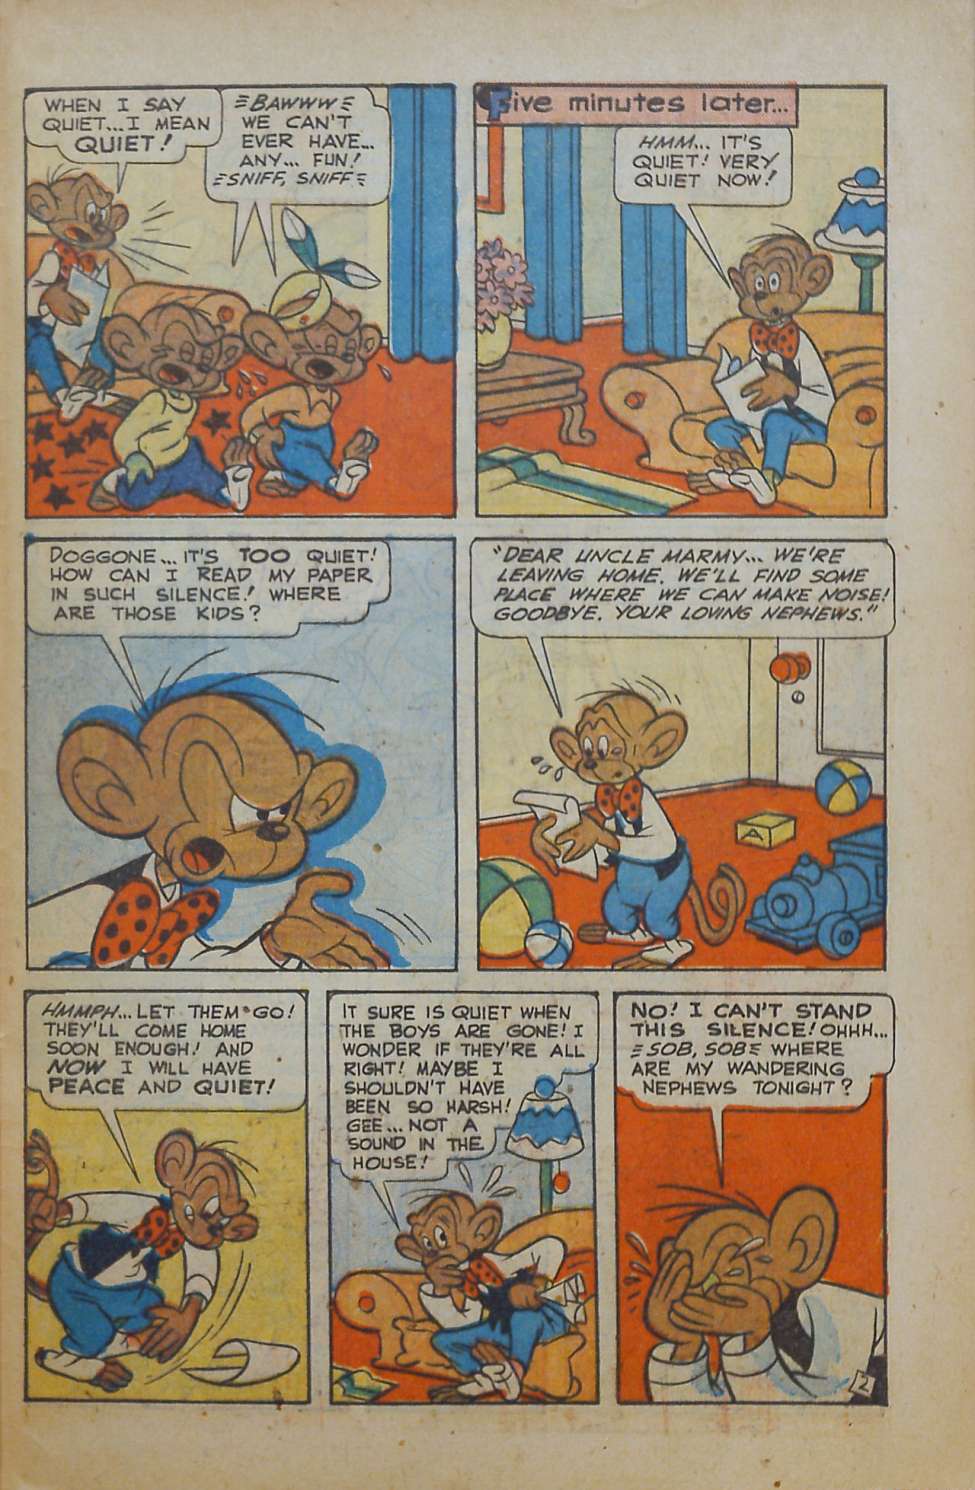 WHEN I SAY
QUIET...I MEAN
QUIET!
BAWWW
WE CAN'T
EVER HAVE...
ANY... FUN!
SNIFF, SNIFF
Five minutes later...
HMM... IT'S
QUIET! VERY
QUIET NOW!
DOGGONE... IT'S TOO QUIET!
HOW CAN I READ MY PAPER
IN SUCH SILENCE! WHERE
ARE THOSE KIDS?
"DEAR UNCLE MARMY... WE'RE
LEAVING HOME. WE'LL FIND SOME
PLACE WHERE WE CAN MAKE NOISE!
GOODBYE. YOUR LOVING NEPHEWS."
A
HMMPH...LET THEM GO!
THEY'LL COME HOME
SOON ENOUGH! AND
NOW I WILL HAVE
PEACE AND QUIET!
IT SURE IS QUIET WHEN
THE BOYS ARE GONE! I
WONDER IF THEY'RE ALL
RIGHT! MAYBE I
SHOULDN'T HAVE
BEEN SO HARSH!
GEE... NOT A
SOUND IN THE
HOUSE!
NO! I CAN'T STAND
THIS SILENCE! OHHH...
SOB, SOB WHERE
ARE MY WANDERING
NEPHEWS TONIGHT?
2